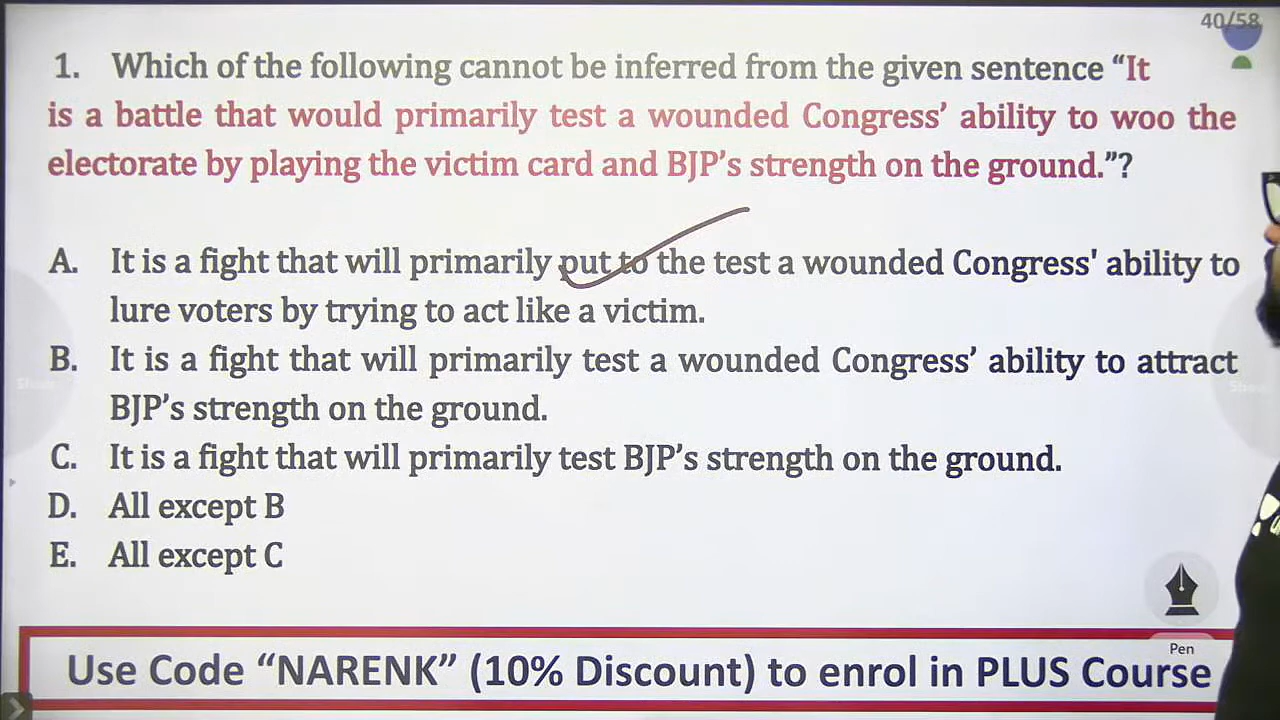 40/58
1. Which of the following cannot be inferred from the given sentence “It
is a battle that would primarily test a wounded Congress’ ability to woo the
electorate by playing the victim card and BJP’s strength on the ground.”?
A. It is a fight that will primarily put to the test a wounded Congress' ability to
lure voters by trying to act like a victim.
B. It is a fight that will primarily test a wounded Congress’ ability to attract
BJP’s strength on the ground.
C. It is a fight that will primarily test BJP’s strength on the ground.
D. All except B
E. All except C
Pen
Use Code “NARENK” (10% Discount) to enrol in PLUS Course